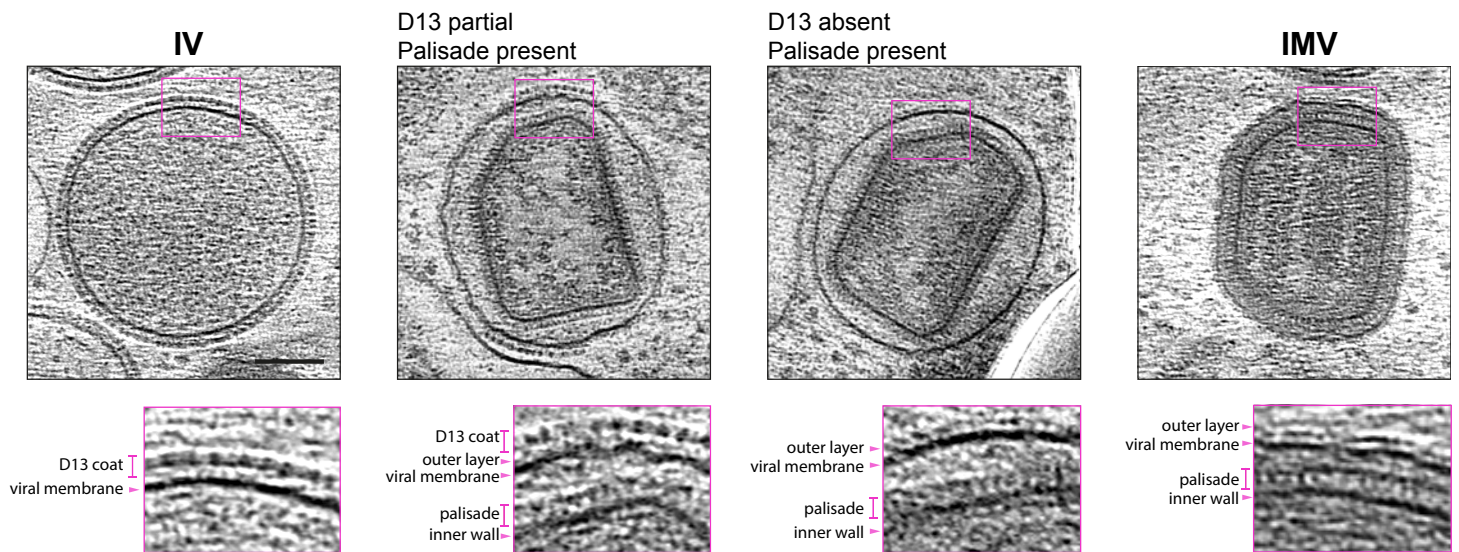 IV
D13 partial
Palisade present
D13 absent
Palisade present
IMV
D13 coat
viral membrane
D13 coat
outer layer
viral membrane
palisade
inner wall
outer layer
viral membrane
palisade
inner wall
outer layer
viral membrane
palisade
inner wall